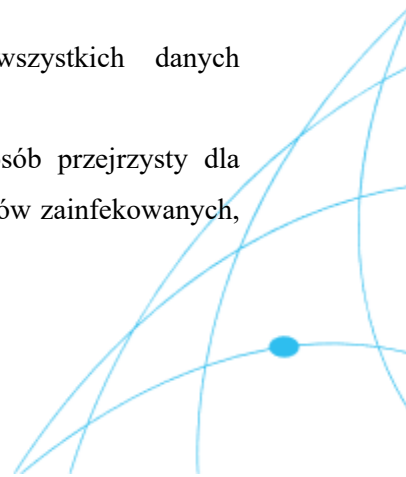 wszystkich danych
sób przejrzysty dla
ów zainfekowanych,